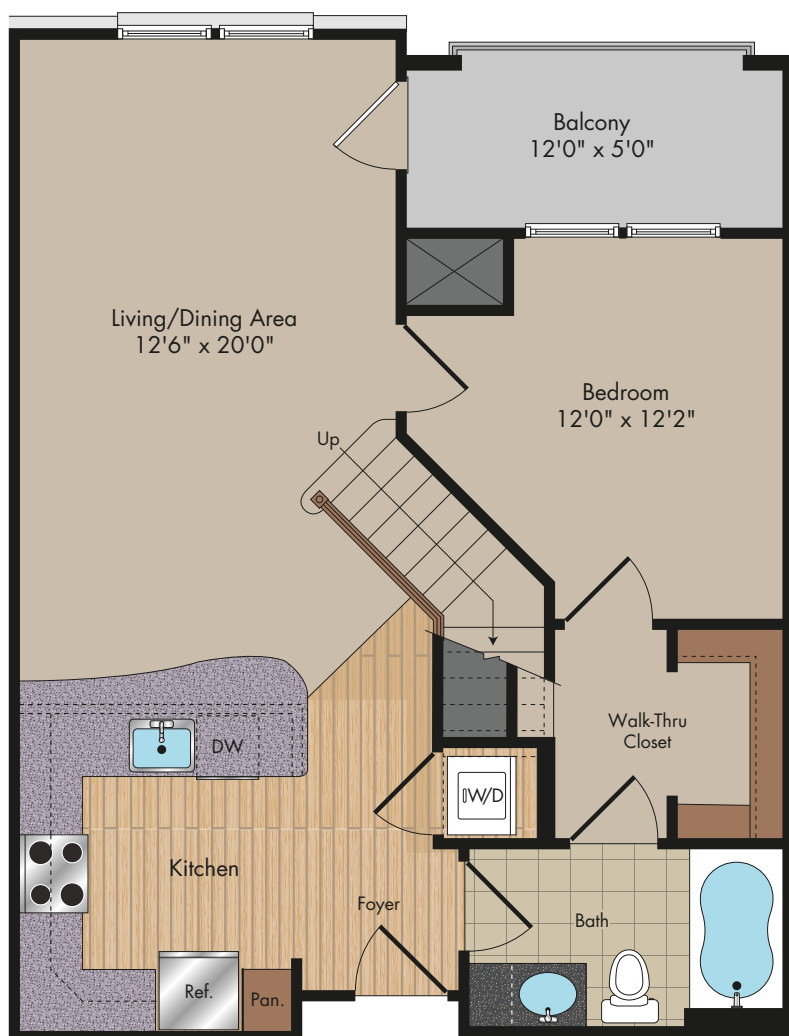 Balcony
12'0" x 5'0"
Living/Dining Area
12'6" x 20'0"
Bedroom
12'0" x 12'2"
Up
Walk-Thru
Closet
DW
W/D
Kitchen
Foyer
Bath
Ref.
Pan.